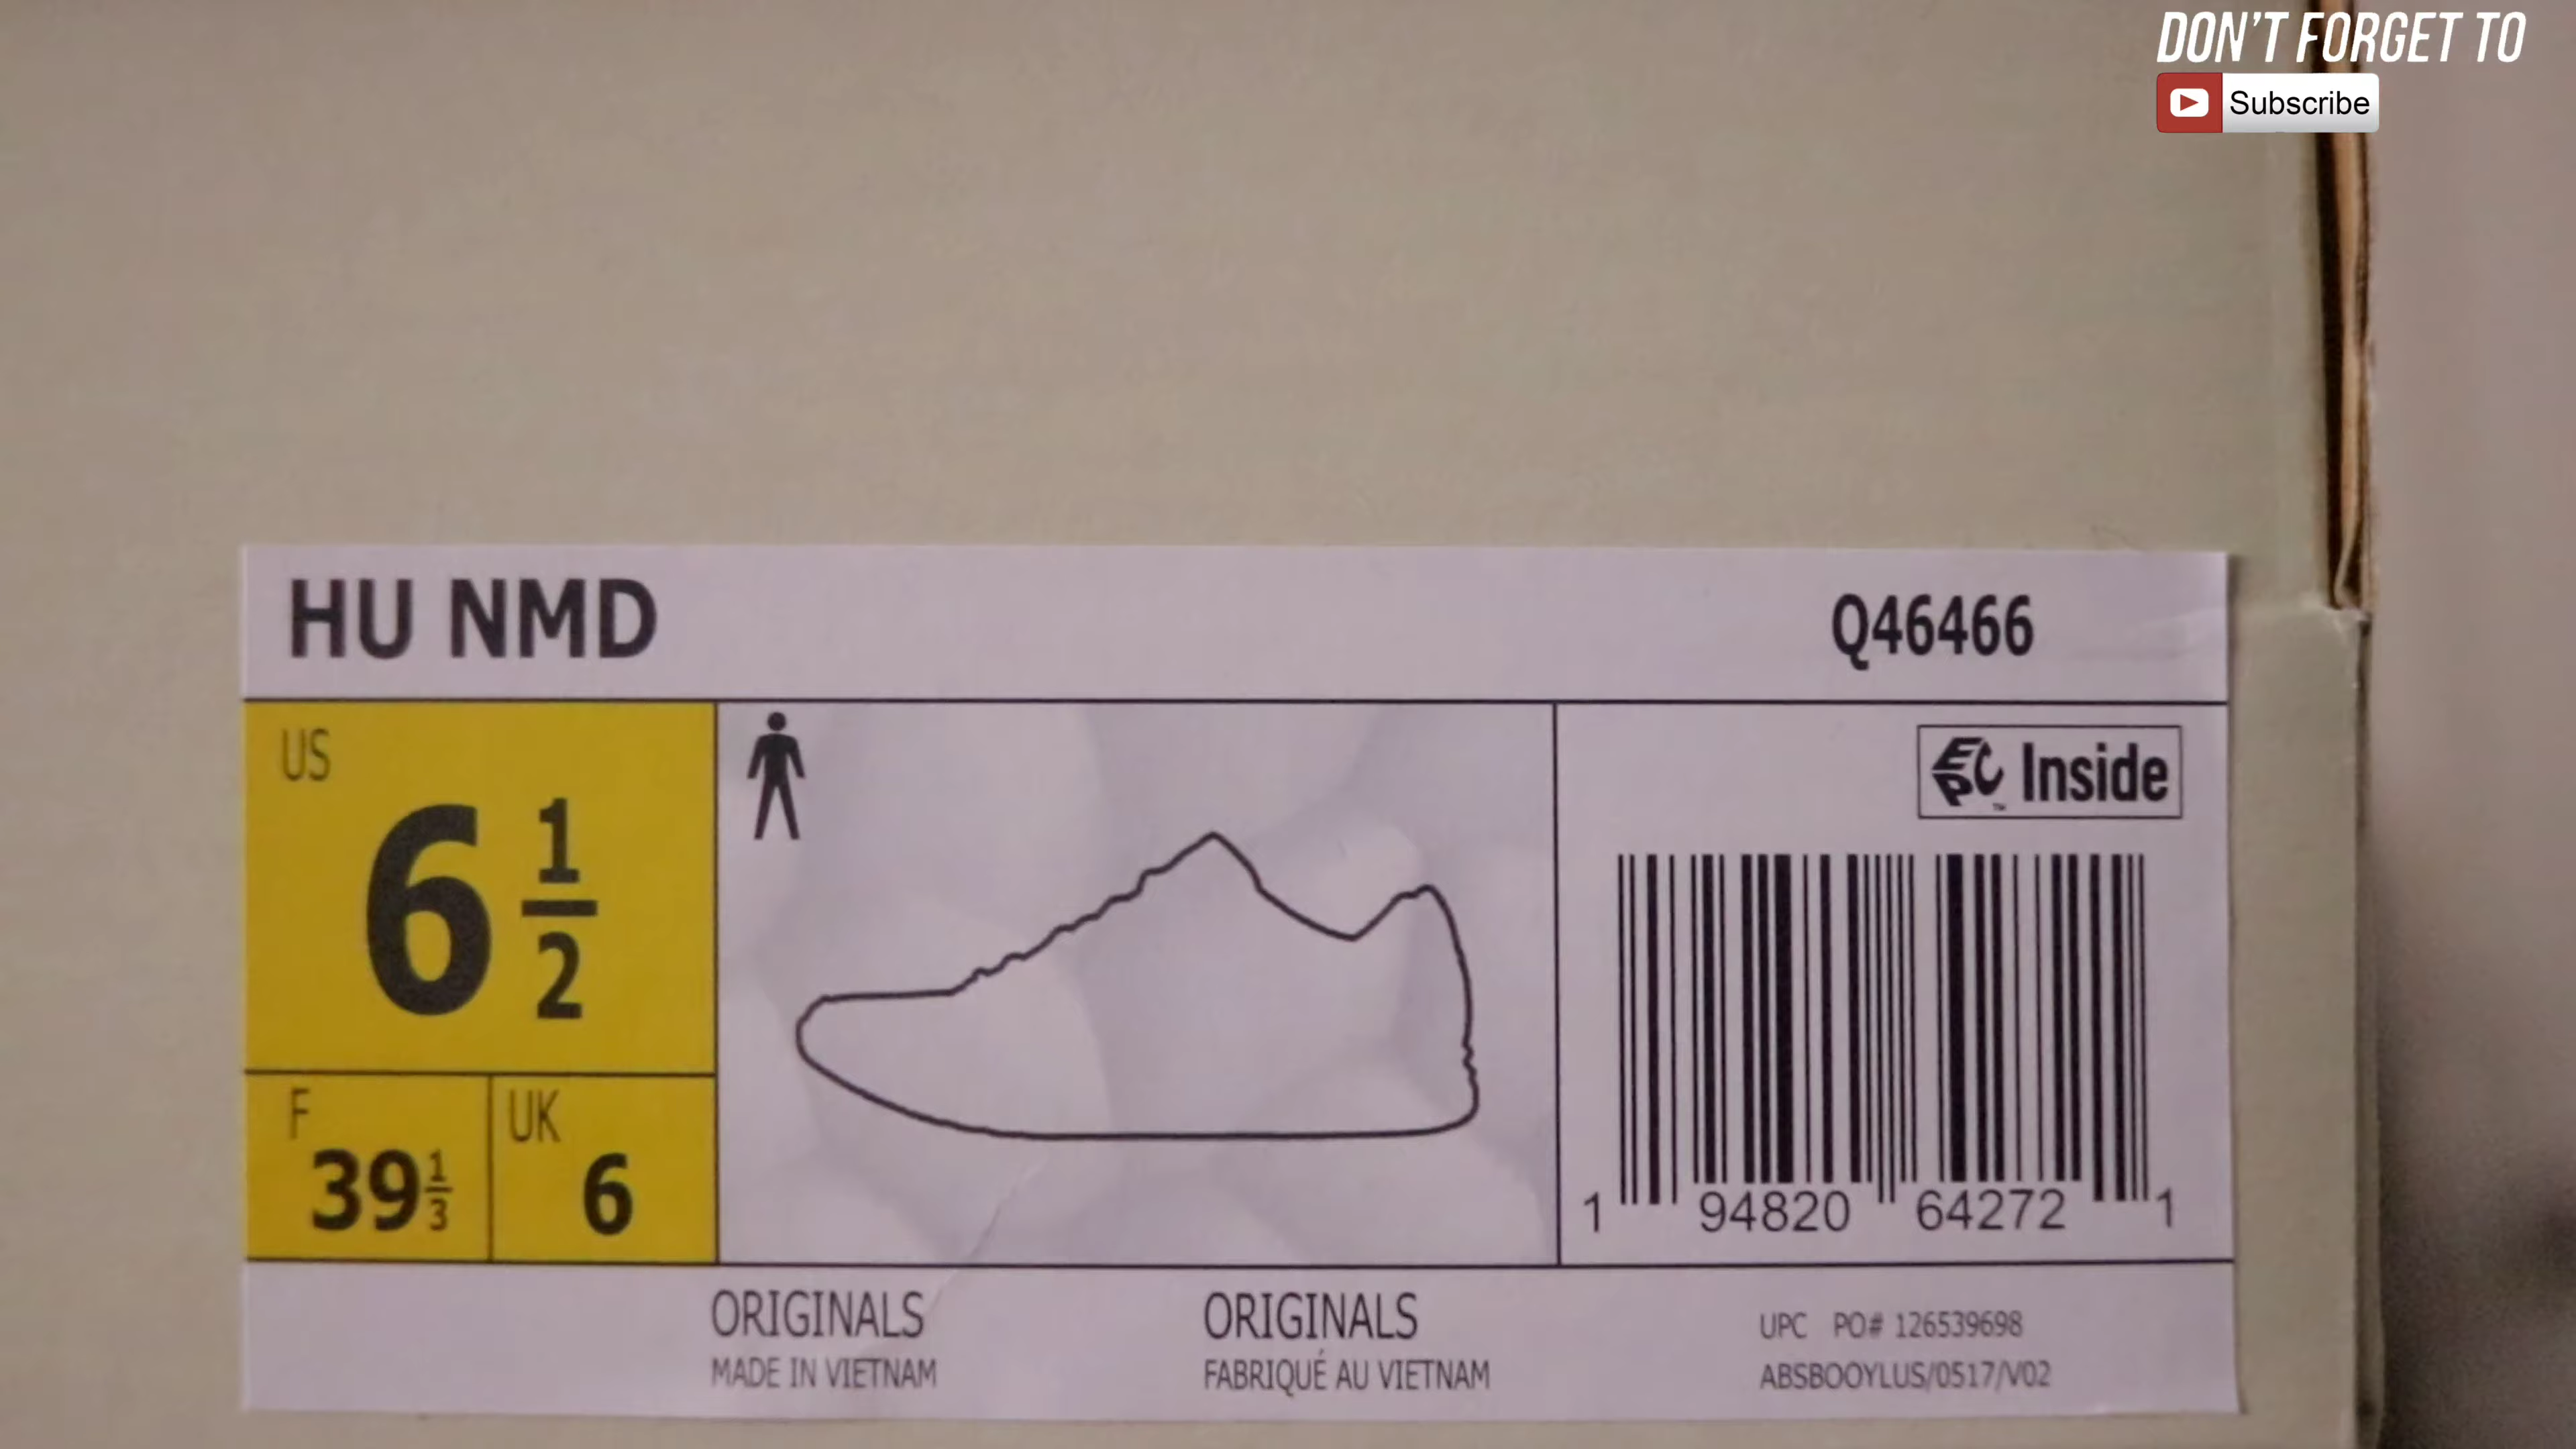 DON'T FORGET TO
Subscribe
HU NMD
Q46466
US
6 1/2
F
39 1/3
UK
6
EPC™ Inside
1 94820 64272 1
ORIGINALS
MADE IN VIETNAM
ORIGINALS
FABRIQUÉ AU VIETNAM
UPC PO# 126539698
ABSBOOYLUS/0517/V02